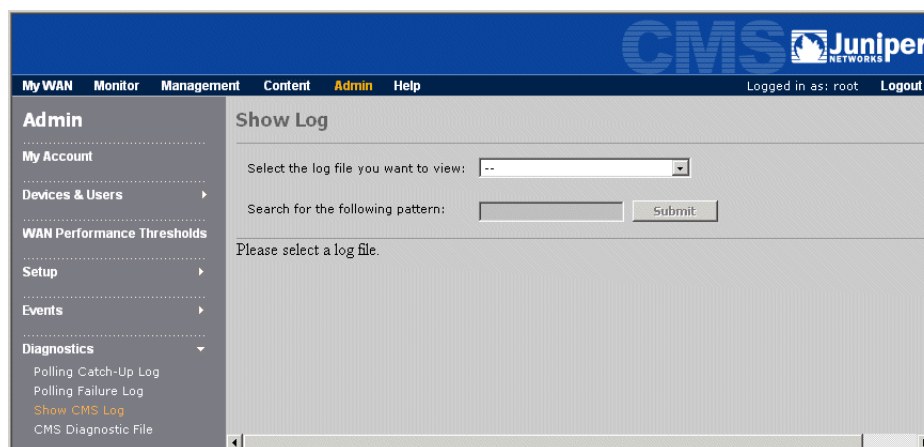 CMS Juniper
NETWORKS
My WAN Monitor Management Content Admin Help Logged in as: root Logout
Admin
My Account
Devices & Users
WAN Performance Thresholds
Setup
Events
Diagnostics
Polling Catch-Up Log
Polling Failure Log
Show CMS Log
CMS Diagnostic File
Show Log
Select the log file you want to view: --
Search for the following pattern: Submit
Please select a log file.